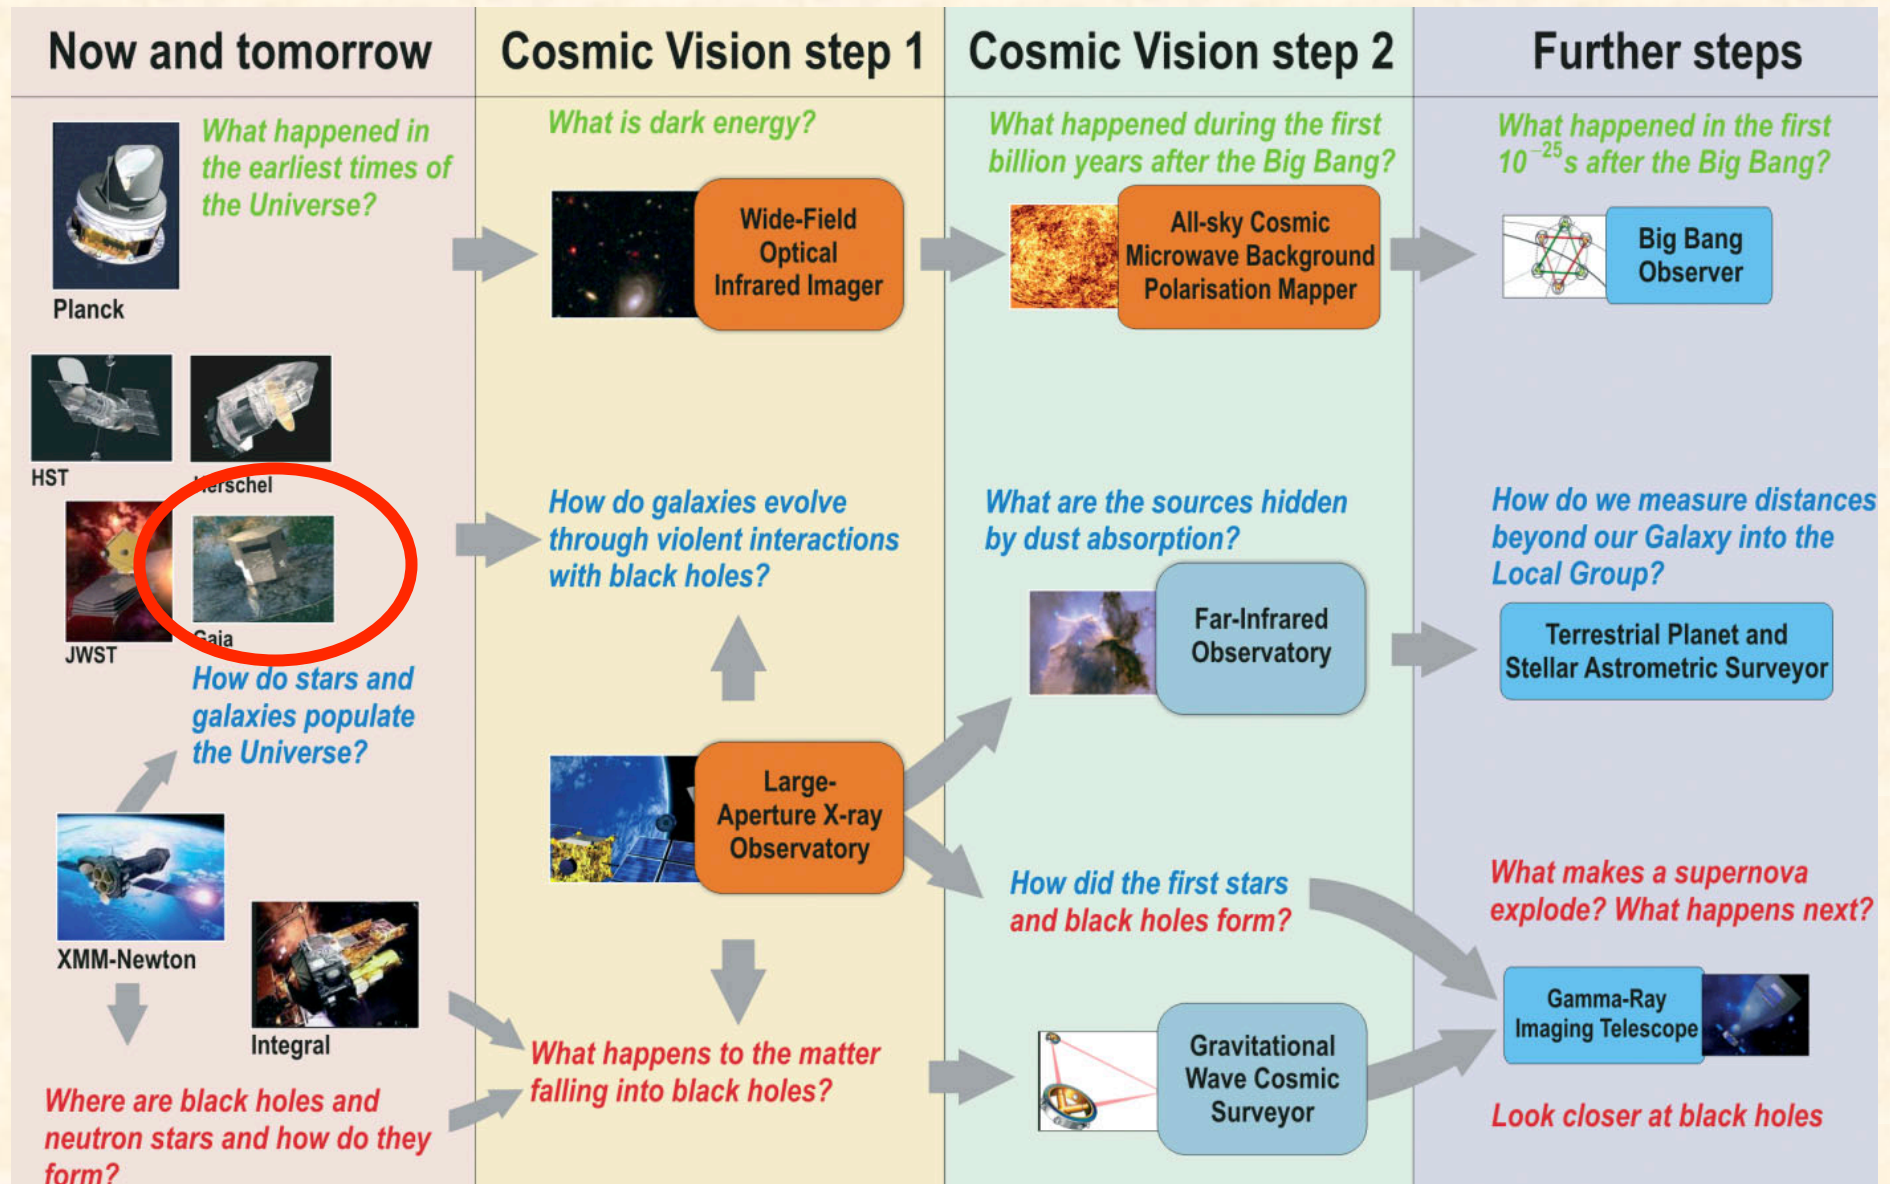 Now and tomorrow
Cosmic Vision step 1
Cosmic Vision step 2
Further steps
What happened in
the earliest times of
the Universe?
Planck
HST
Herschel
JWST
Gaia
How do stars and
galaxies populate
the Universe?
XMM-Newton
Integral
Where are black holes and
neutron stars and how do they
form?
What is dark energy?
Wide-Field
Optical
Infrared Imager
How do galaxies evolve
through violent interactions
with black holes?
Large-
Aperture X-ray
Observatory
What happens to the matter
falling into black holes?
What happened during the first
billion years after the Big Bang?
All-sky Cosmic
Microwave Background
Polarisation Mapper
What are the sources hidden
by dust absorption?
Far-Infrared
Observatory
How did the first stars
and black holes form?
Gravitational
Wave Cosmic
Surveyor
What happened in the first
10⁻²⁵s after the Big Bang?
Big Bang
Observer
How do we measure distances
beyond our Galaxy into the
Local Group?
Terrestrial Planet and
Stellar Astrometric Surveyor
What makes a supernova
explode? What happens next?
Gamma-Ray
Imaging Telescope
Look closer at black holes